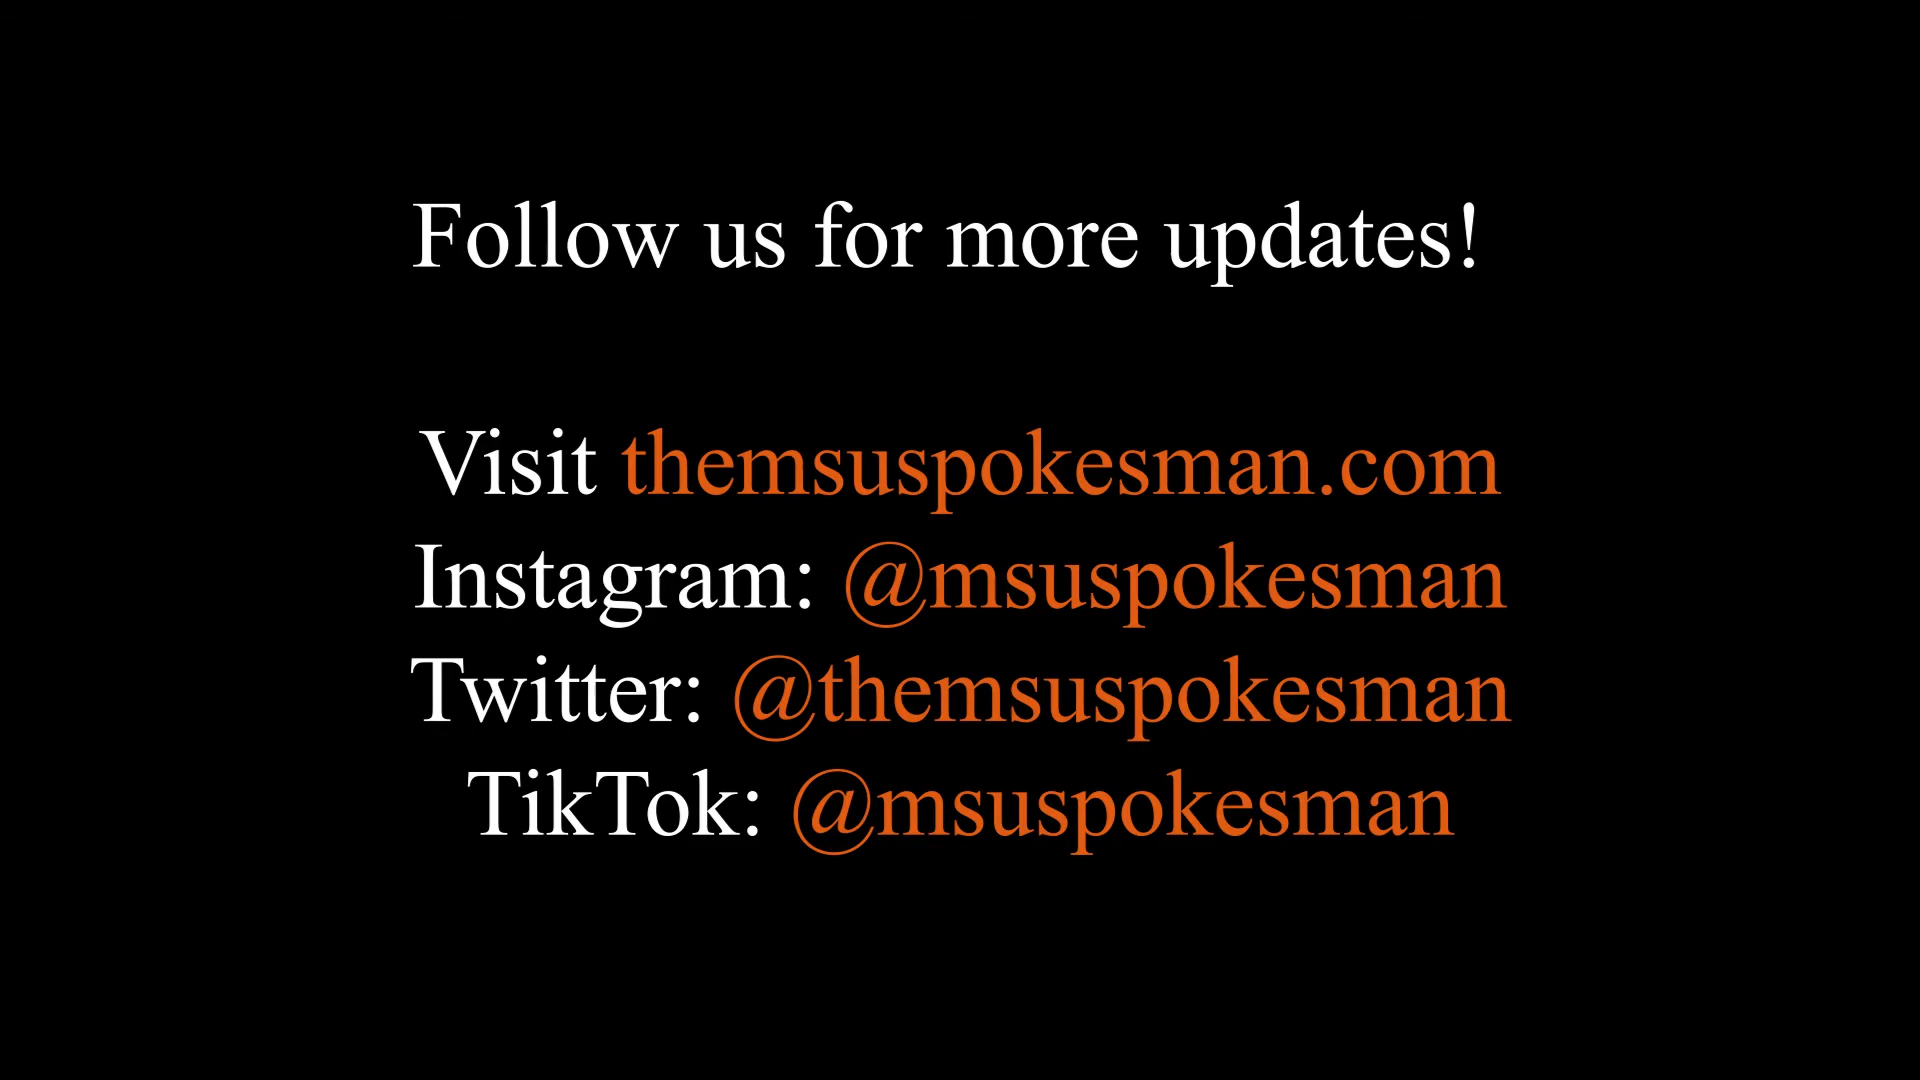 Follow us for more updates!
Visit themsuspokesman.com
Instagram: @msuspokesman
Twitter: @themsuspokesman
TikTok: @msuspokesman